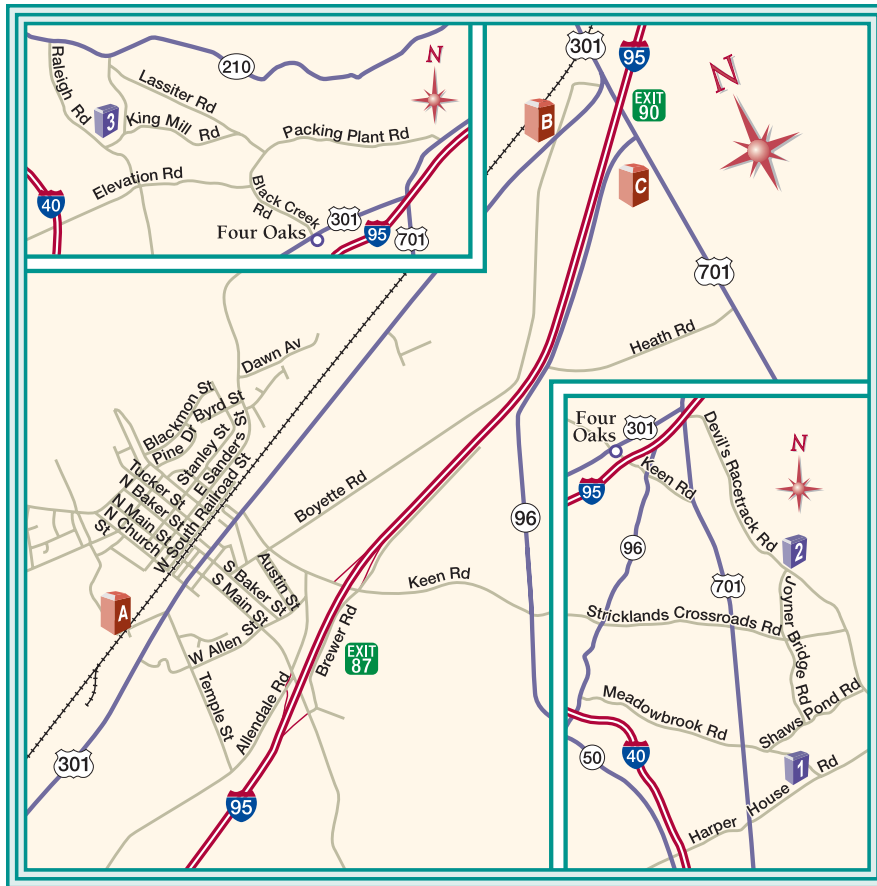 301
95
N
210
N
Raleigh Rd
Lassiter Rd
3
King Mill Rd
Packing Plant Rd
EXIT
90
B
C
Elevation Rd
40
Black Creek
Rd
Four Oaks
301
95
701
701
Heath Rd
Dawn Av
Blackmon St
Byrd St
Pine Dr
Stanley St
E Sanders St
Tucker St
N Baker St
N Main St
N Church
St
W South Railroad St
Boyette Rd
96
Austin St
S Baker St
S Main St
Keen Rd
A
W Allen St
Brewer Rd
EXIT
87
Temple St
Allendale Rd
301
95
Four
Oaks
301
Devil's Racetrack Rd
N
Keen Rd
95
96
2
701
Joyner Bridge Rd
Stricklands Crossroads Rd
Meadowbrook Rd
Shaws Pond Rd
50
40
1
Harper House Rd